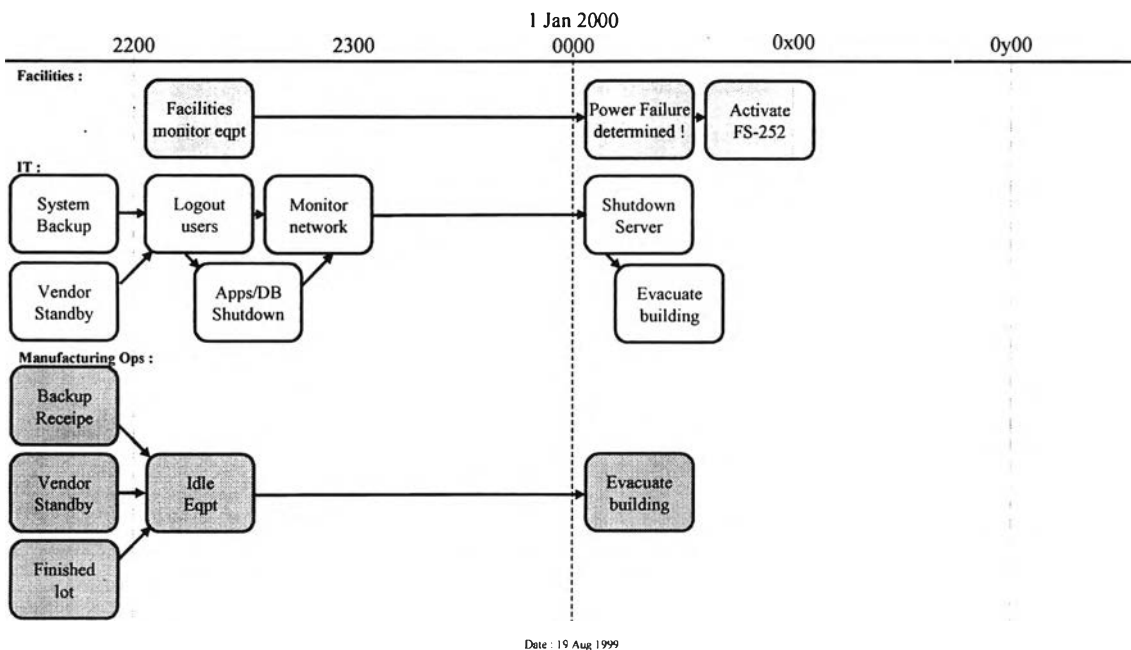 1 Jan 2000
2200 2300 0000 0x00 0y00
Facilities :
Facilities
monitor eqpt
Power Failure
determined !
Activate
FS-252
IT :
System
Backup
Logout
users
Monitor
network
Shutdown
Server
Vendor
Standby
Apps/DB
Shutdown
Evacuate
building
Manufacturing Ops :
Backup
Receipe
Vendor
Standby
Idle
Eqpt
Evacuate
building
Finished
lot
Date : 19 Aug 1999